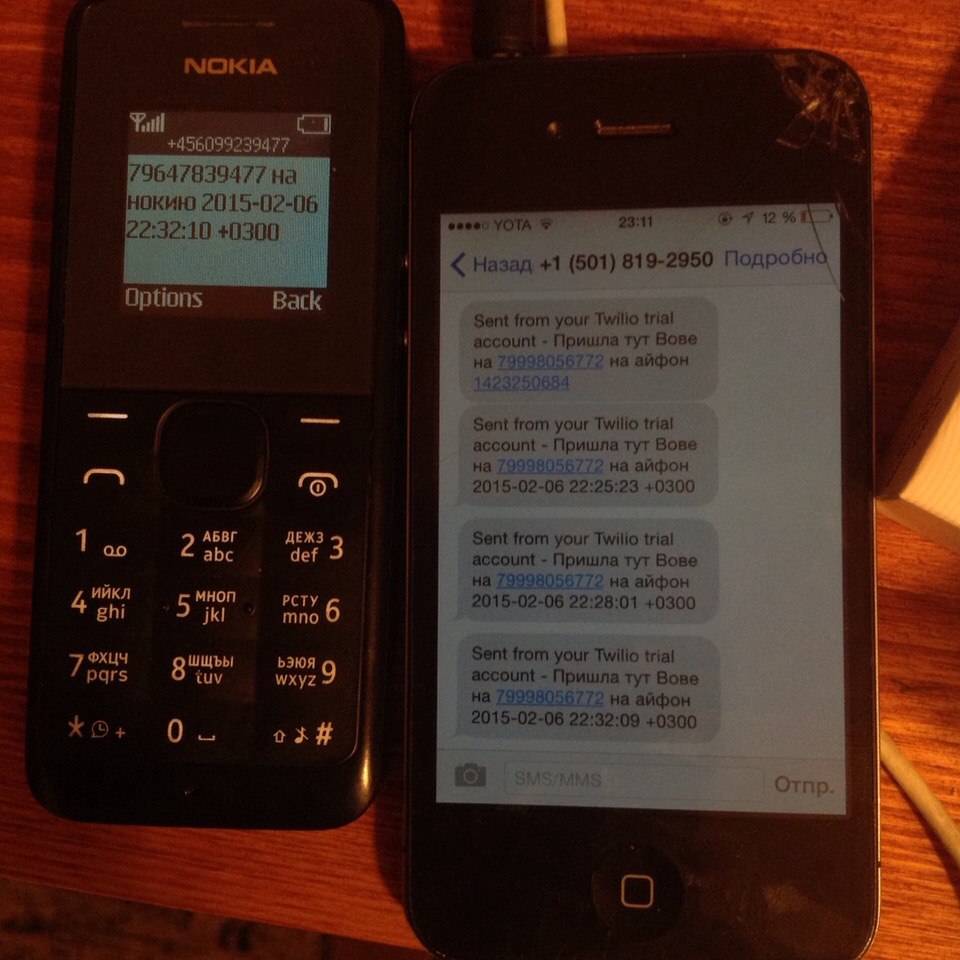 NOKIA
+456099239477
79647839477 на
нокию 2015-02-06
22:32:10 +0300
Options Back
1
2 АБВГ abc
ДЕЖЗ def 3
4 ИЙКЛ ghi
5 МНОП jkl
РСТУ mno 6
7 ФХЦЧ pqrs
8 ШЩЪЫ tuv
ЬЭЮЯ wxyz 9
* +
0
#
YOTA 23:11 12 %
Назад +1 (501) 819-2950 Подробно
Sent from your Twilio trial
account - Пришла тут Вове
на 79998056772 на айфон
1423250684
Sent from your Twilio trial
account - Пришла тут Вове
на 79998056772 на айфон
2015-02-06 22:25:23 +0300
Sent from your Twilio trial
account - Пришла тут Вове
на 79998056772 на айфон
2015-02-06 22:28:01 +0300
Sent from your Twilio trial
account - Пришла тут Вове
на 79998056772 на айфон
2015-02-06 22:32:09 +0300
SMS/MMS Отпр.